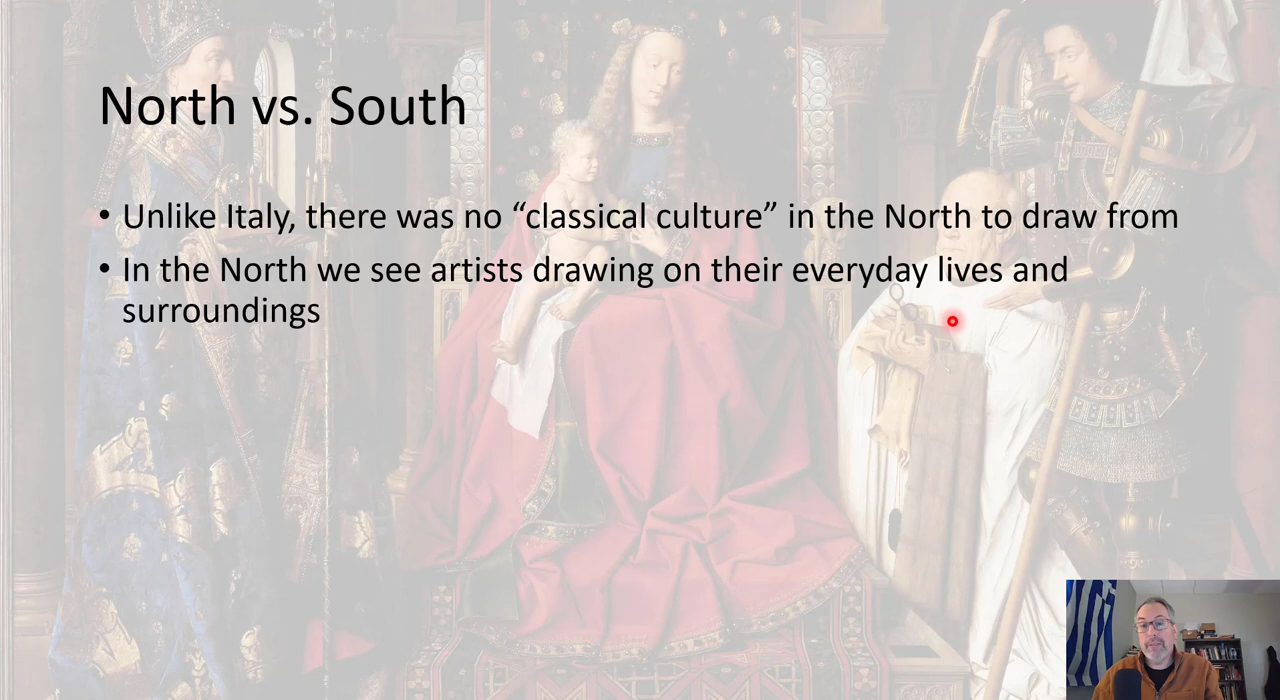 North vs. South
• Unlike Italy, there was no “classical culture” in the North to draw from
• In the North we see artists drawing on their everyday lives and
surroundings